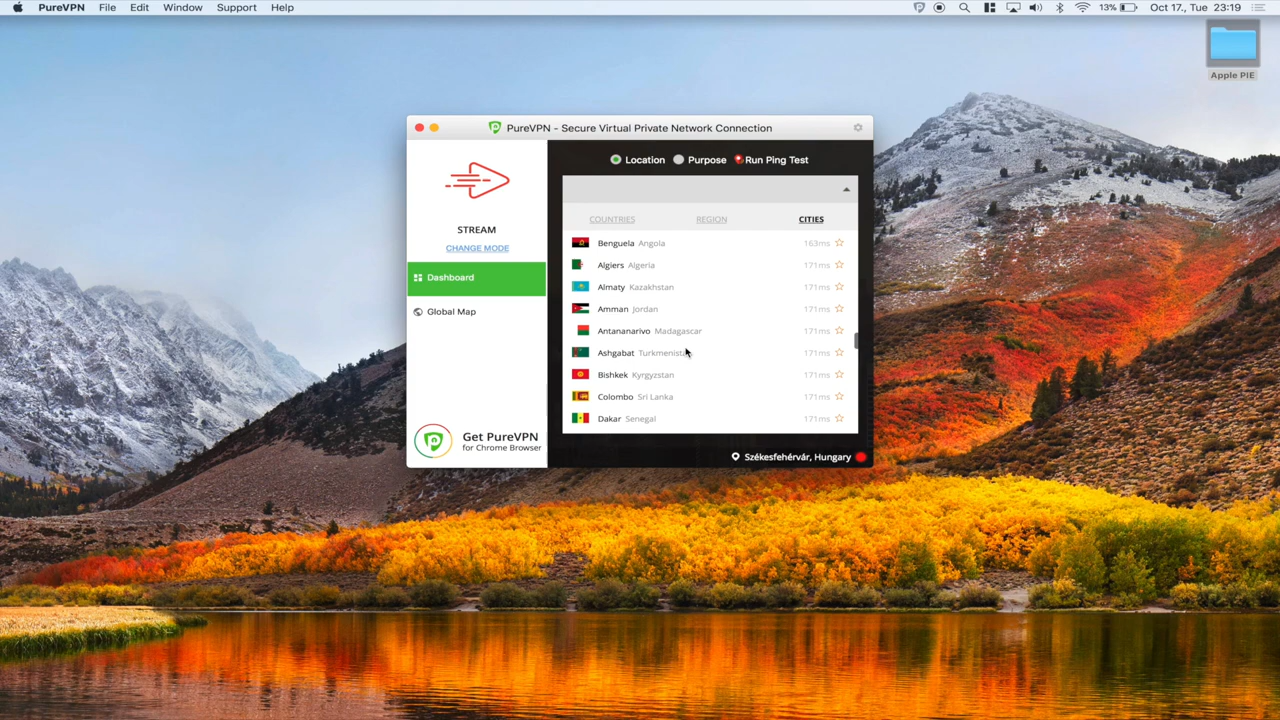 PureVPN File Edit Window Support Help 13% Oct 17., Tue 23:19
Apple PIE
PureVPN - Secure Virtual Private Network Connection
STREAM
CHANGE MODE
Dashboard
Global Map
Get PureVPN
for Chrome Browser
Location Purpose Run Ping Test
COUNTRIES REGION CITIES
Benguela Angola 163ms
Algiers Algeria 171ms
Almaty Kazakhstan 171ms
Amman Jordan 171ms
Antananarivo Madagascar 171ms
Ashgabat Turkmenistan 171ms
Bishkek Kyrgyzstan 171ms
Colombo Sri Lanka 171ms
Dakar Senegal 171ms
Székesfehérvár, Hungary